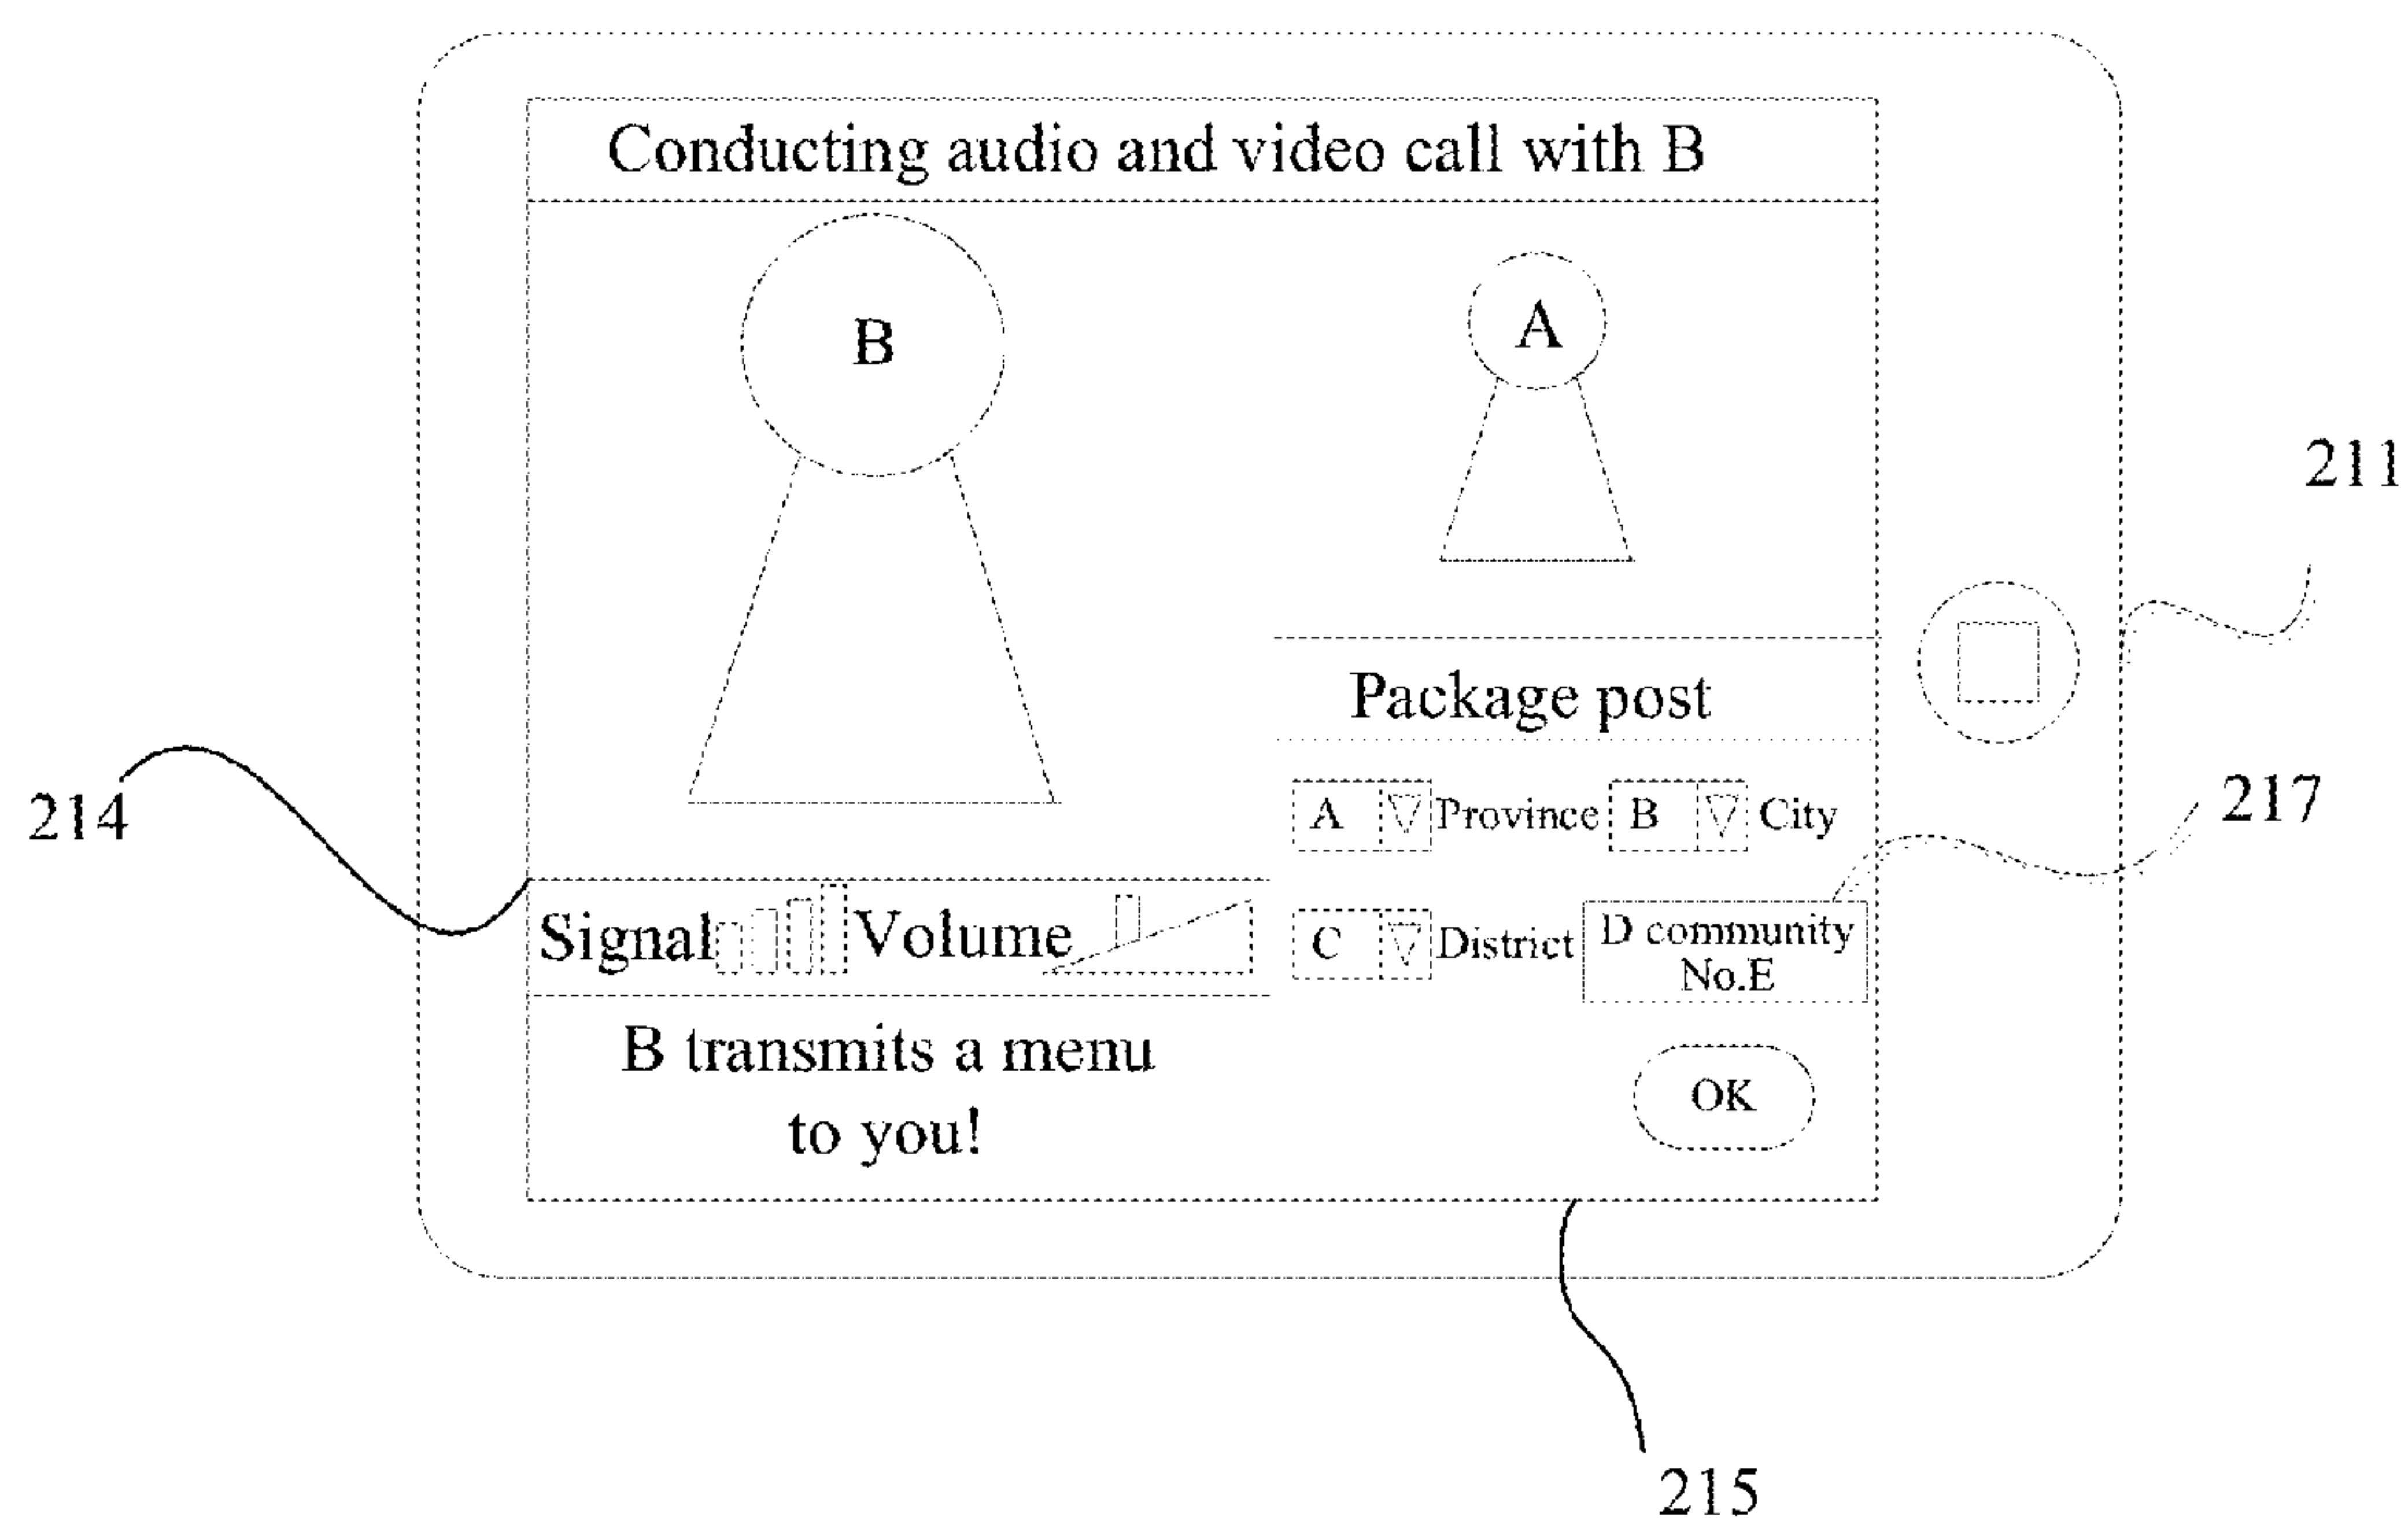 Conducting audio and video call with B
B
A
211
Package post
214
A Province B City
217
Signal Volume
C District D community
No.E
B transmits a menu
to you!
OK
215